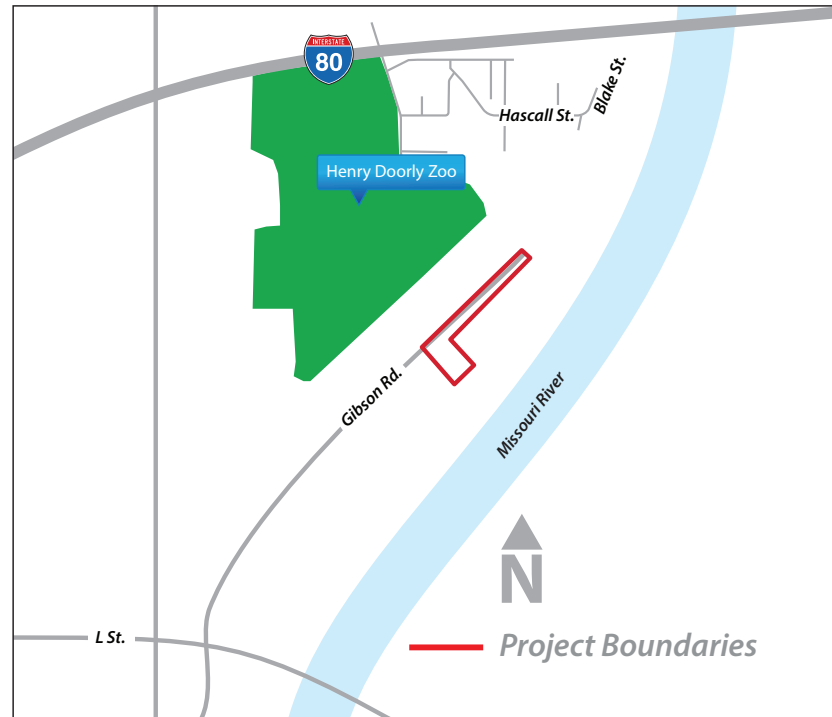 INTERSTATE
80
Hascall St.
Blake St.
Henry Doorly Zoo
Gibson Rd.
Missouri River
N
L St.
Project Boundaries